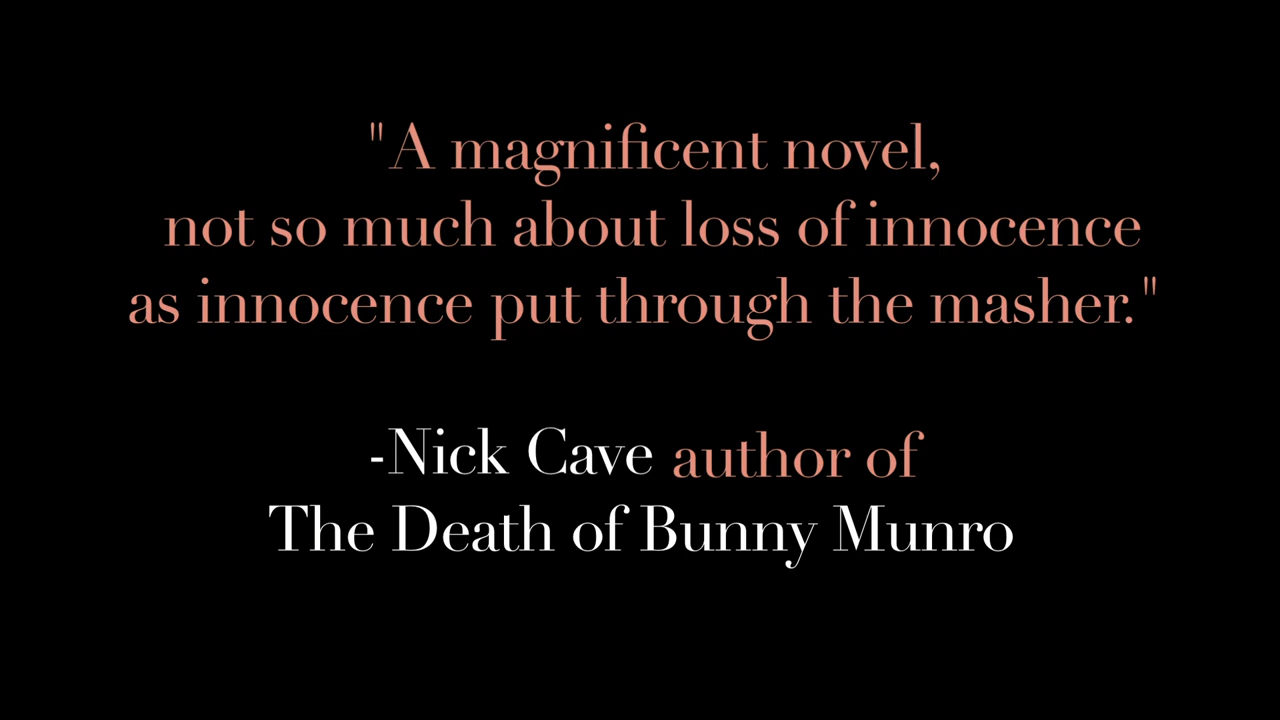 "A magnificent novel,
not so much about loss of innocence
as innocence put through the masher."
-Nick Cave author of
The Death of Bunny Munro